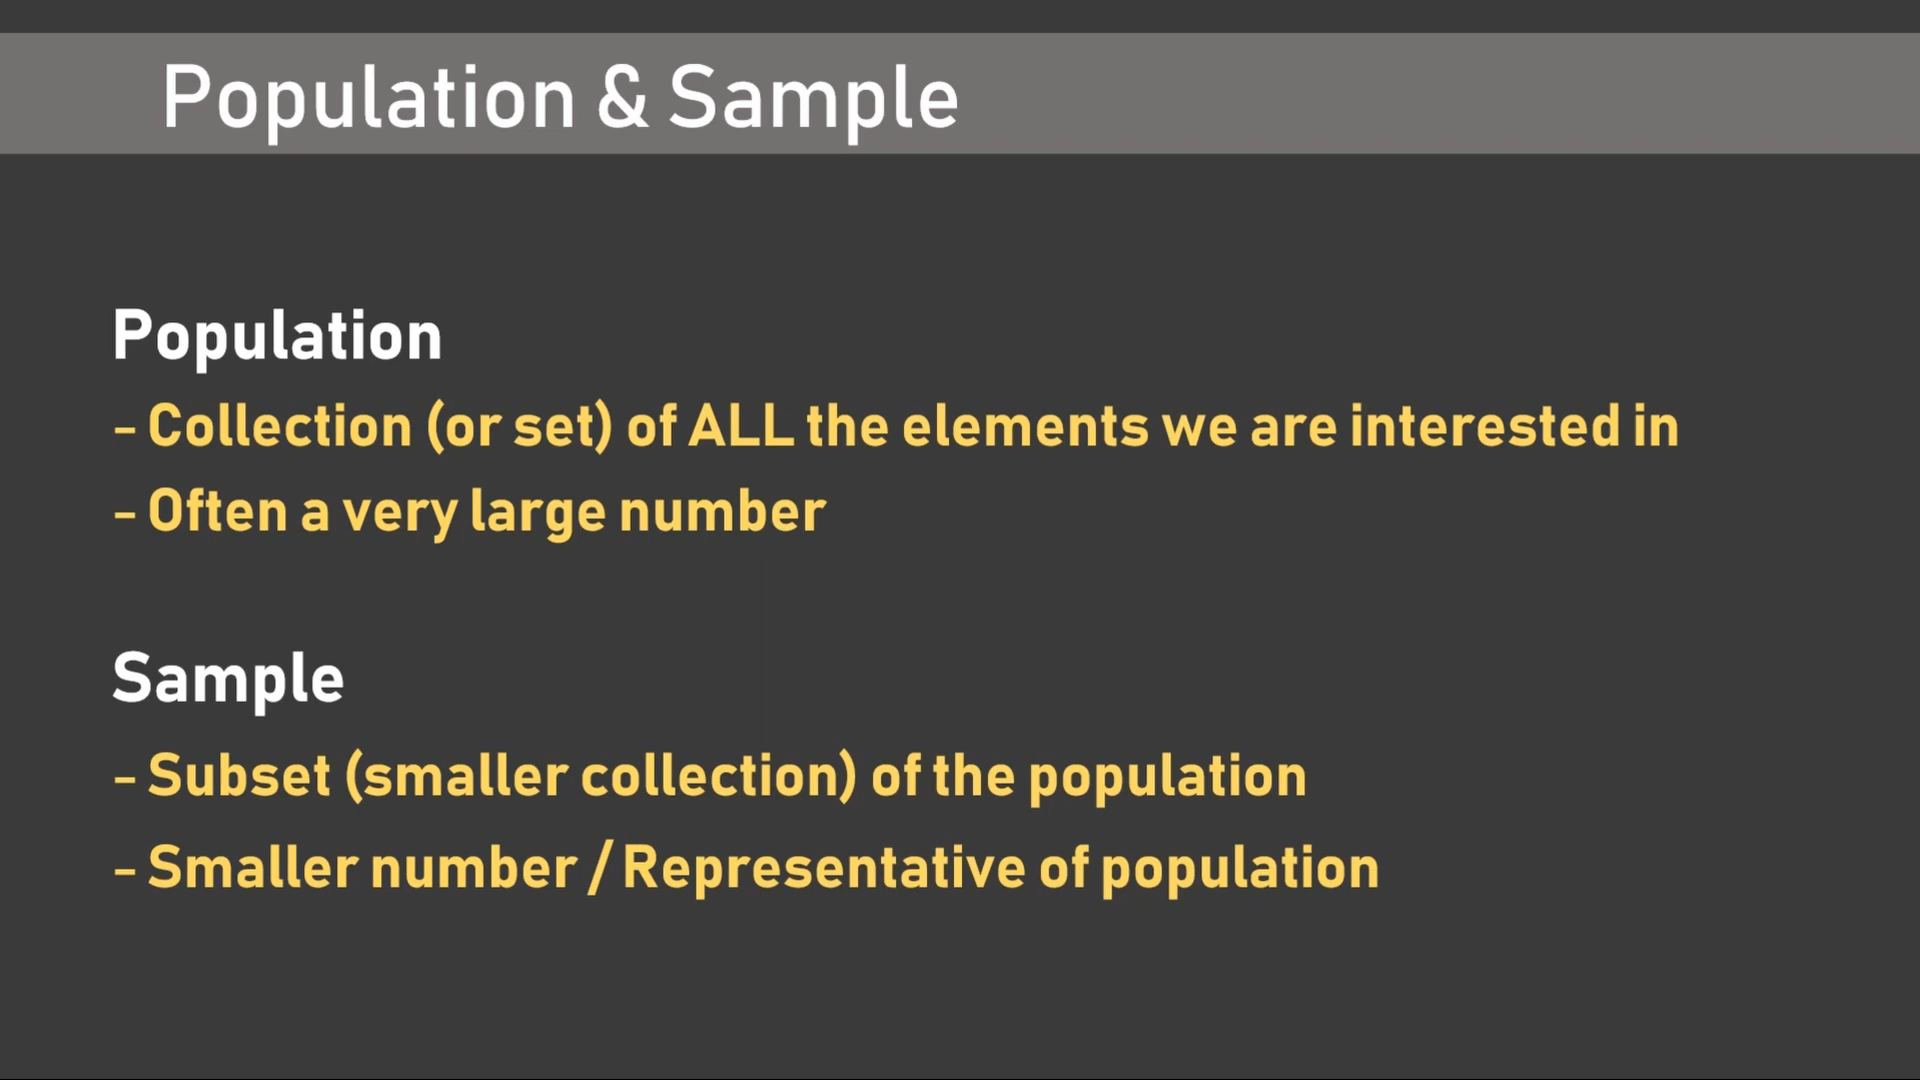 Population & Sample
Population
- Collection (or set) of ALL the elements we are interested in
- Often a very large number
Sample
- Subset (smaller collection) of the population
- Smaller number / Representative of population